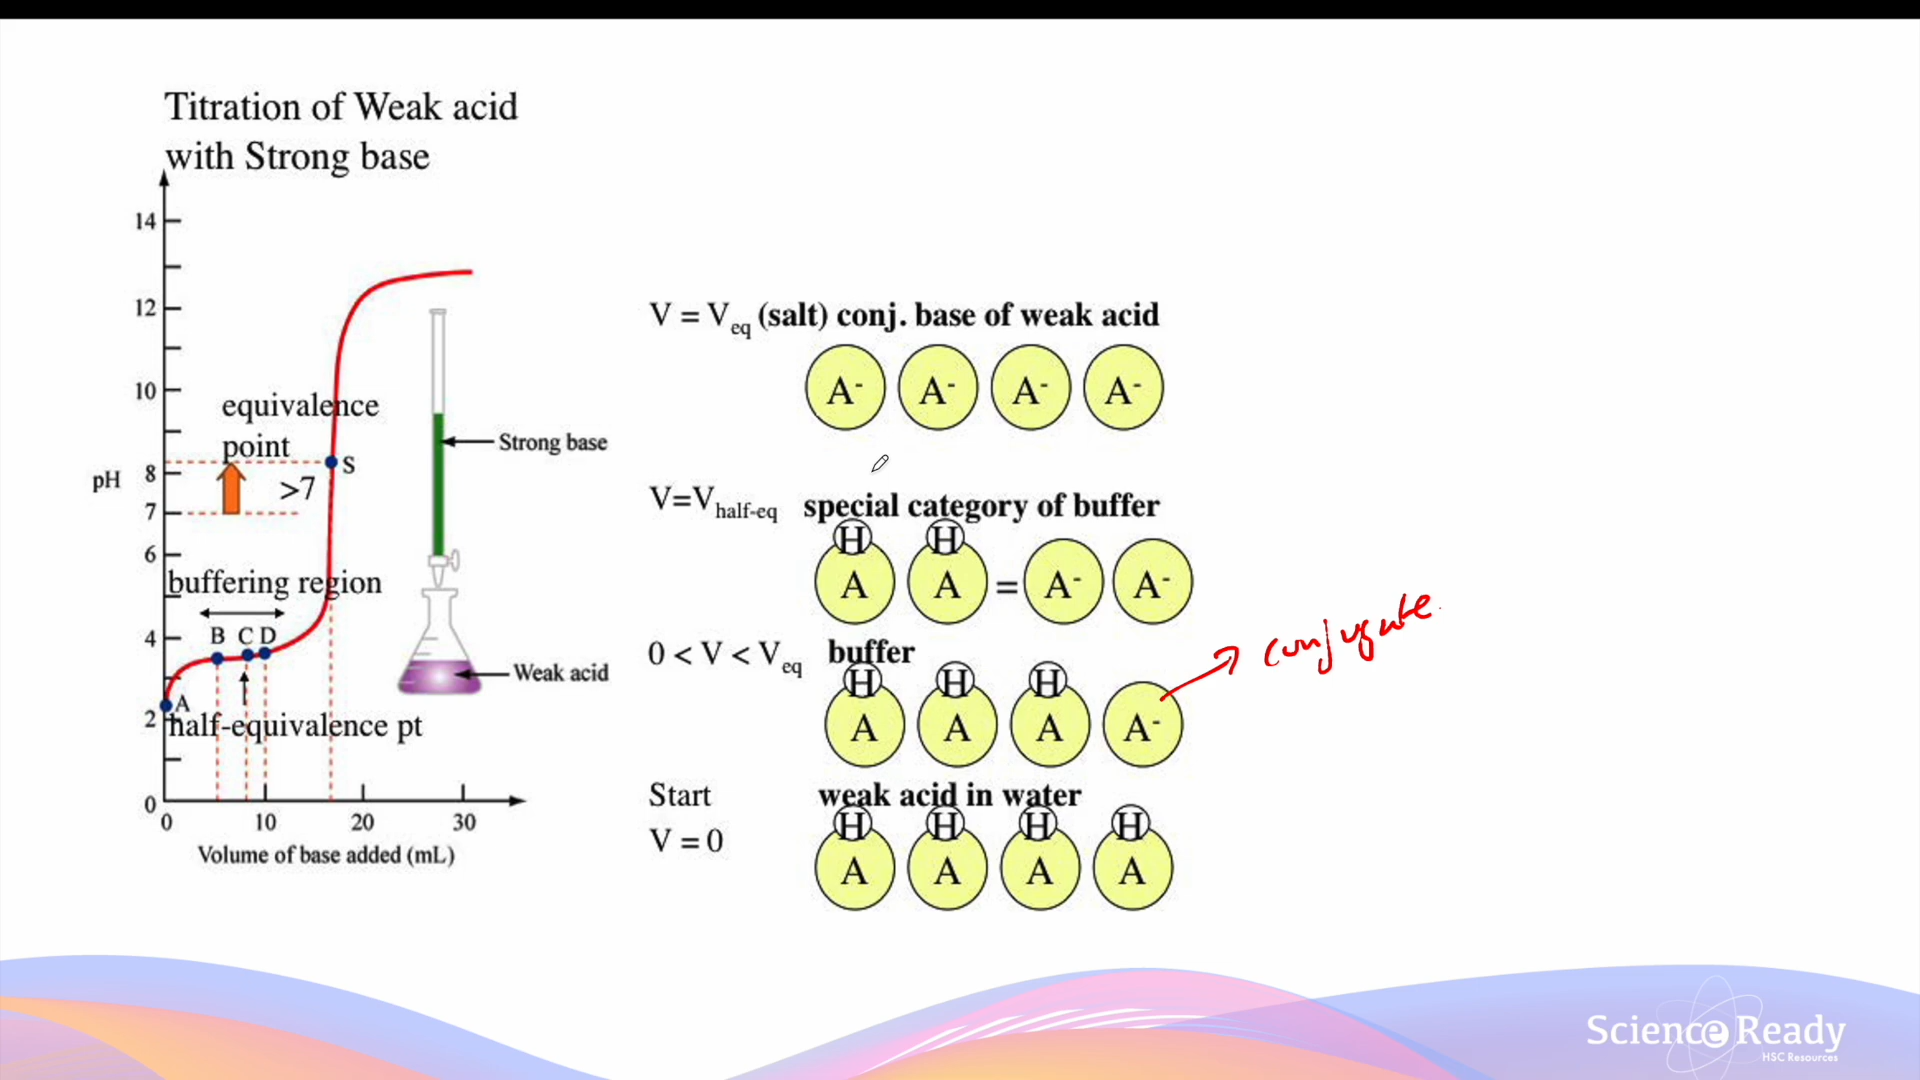 Titration of Weak acid
with Strong base
14
12
10
8
7
6
4
2
0
pH
equivalence
point
>7
S
buffering region
B C D
A
half-equivalence pt
0 10 20 30
Volume of base added (mL)
Strong base
Weak acid
V = Veq (salt) conj. base of weak acid
A- A- A- A-
V=Vhalf-eq special category of buffer
H H
A A = A- A-
0 < V < Veq buffer
H H H
A A A A-
conjugate
Start weak acid in water
V = 0
H H H H
A A A A
Science Ready
HSC Resources